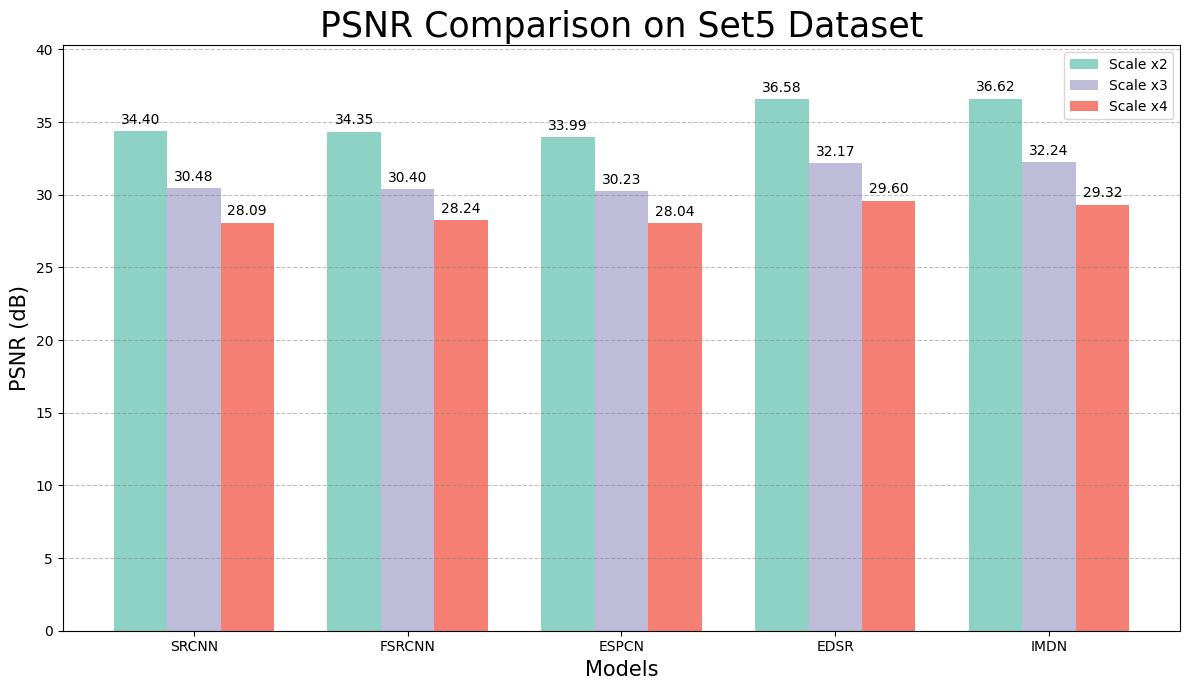 PSNR Comparison on Set5 Dataset
Scale x2
Scale x3
Scale x4
PSNR (dB)
40
35
30
25
20
15
10
5
0
34.40
30.48
28.09
34.35
30.40
28.24
33.99
30.23
28.04
36.58
32.17
29.60
36.62
32.24
29.32
SRCNN
FSRCNN
ESPCN
EDSR
IMDN
Models